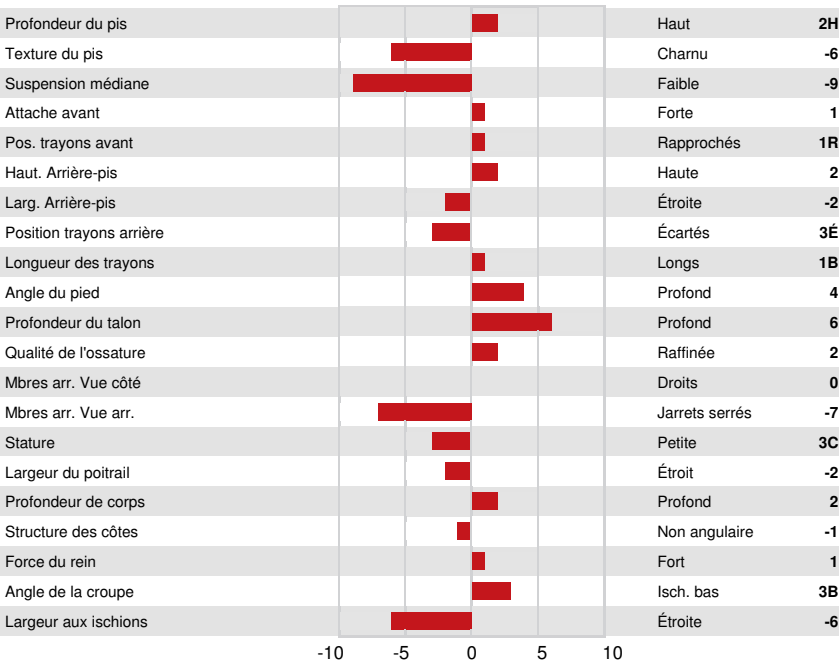 Profondeur du pis Haut 2H
Texture du pis Charnu -6
Suspension médiane Faible -9
Attache avant Forte 1
Pos. trayons avant Rapprochés 1R
Haut. Arrière-pis Haute 2
Larg. Arrière-pis Étroite -2
Position trayons arrière Écartés 3É
Longueur des trayons Longs 1B
Angle du pied Profond 4
Profondeur du talon Profond 6
Qualité de l'ossature Raffinée 2
Mbres arr. Vue côté Droits 0
Mbres arr. Vue arr. Jarrets serrés -7
Stature Petite 3C
Largeur du poitrail Étroit -2
Profondeur de corps Profond 2
Structure des côtes Non angulaire -1
Force du rein Fort 1
Angle de la croupe Isch. bas 3B
Largeur aux ischions Étroite -6
-10 -5 0 5 10